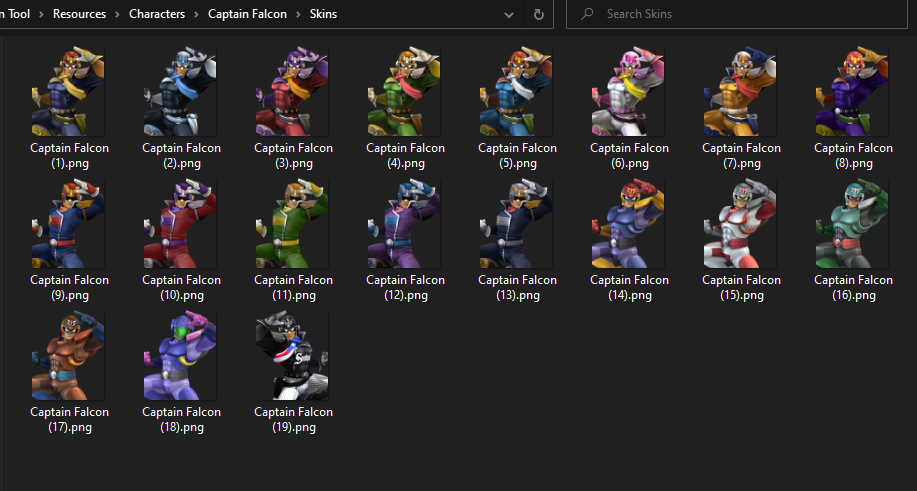 n Tool > Resources > Characters > Captain Falcon > Skins
Search Skins
Captain Falcon (1).png
Captain Falcon (2).png
Captain Falcon (3).png
Captain Falcon (4).png
Captain Falcon (5).png
Captain Falcon (6).png
Captain Falcon (7).png
Captain Falcon (8).png
Captain Falcon (9).png
Captain Falcon (10).png
Captain Falcon (11).png
Captain Falcon (12).png
Captain Falcon (13).png
Captain Falcon (14).png
Captain Falcon (15).png
Captain Falcon (16).png
Captain Falcon (17).png
Captain Falcon (18).png
Captain Falcon (19).png